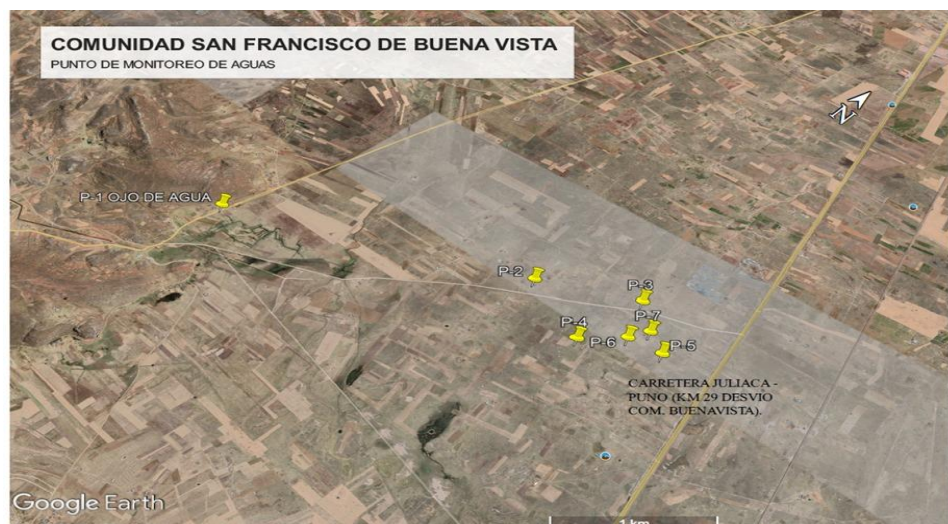 COMUNIDAD SAN FRANCISCO DE BUENA VISTA
PUNTO DE MONITOREO DE AGUAS
N
P-1 OJO DE AGUA
P-2
P-3
P-4
P-7
P-6
P-5
CARRETERA JULIACA -
PUNO (KM 29 DESVIO
COM. BUENAVISTA).
Google Earth
1 km